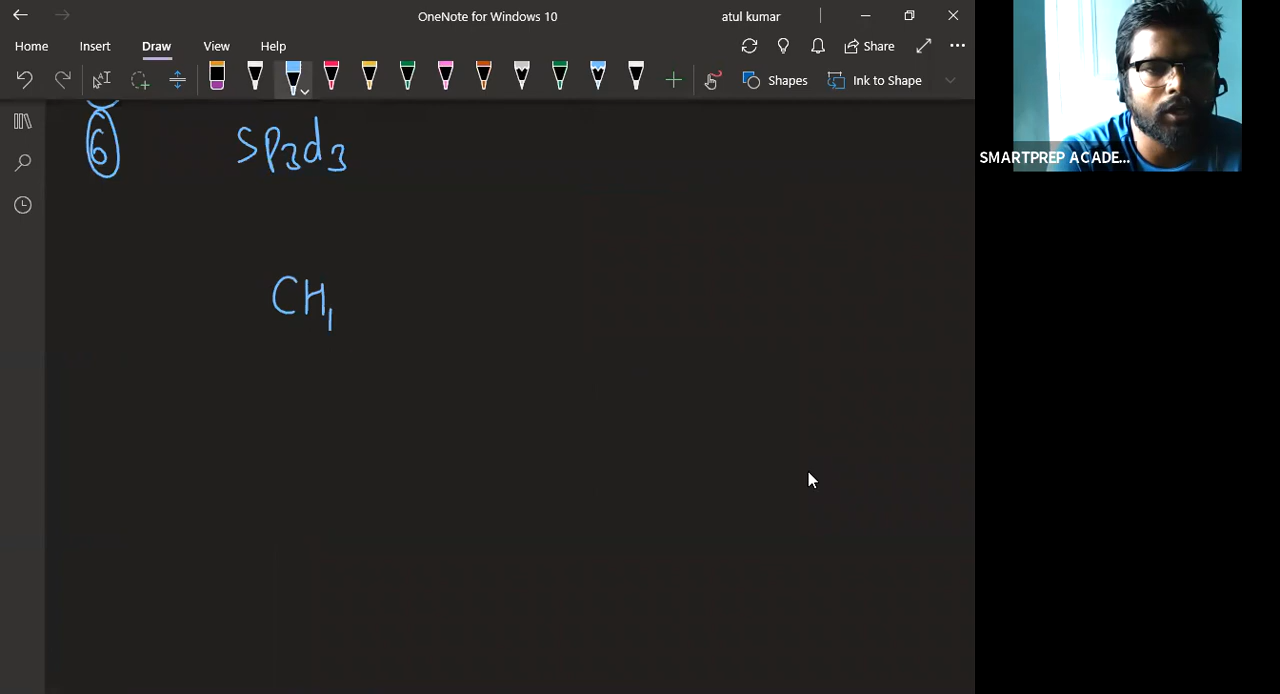 OneNote for Windows 10
atul kumar
Home Insert Draw View Help
Share
Shapes
Ink to Shape
SMARTPREP ACADE...
6 SP3d3
CH1